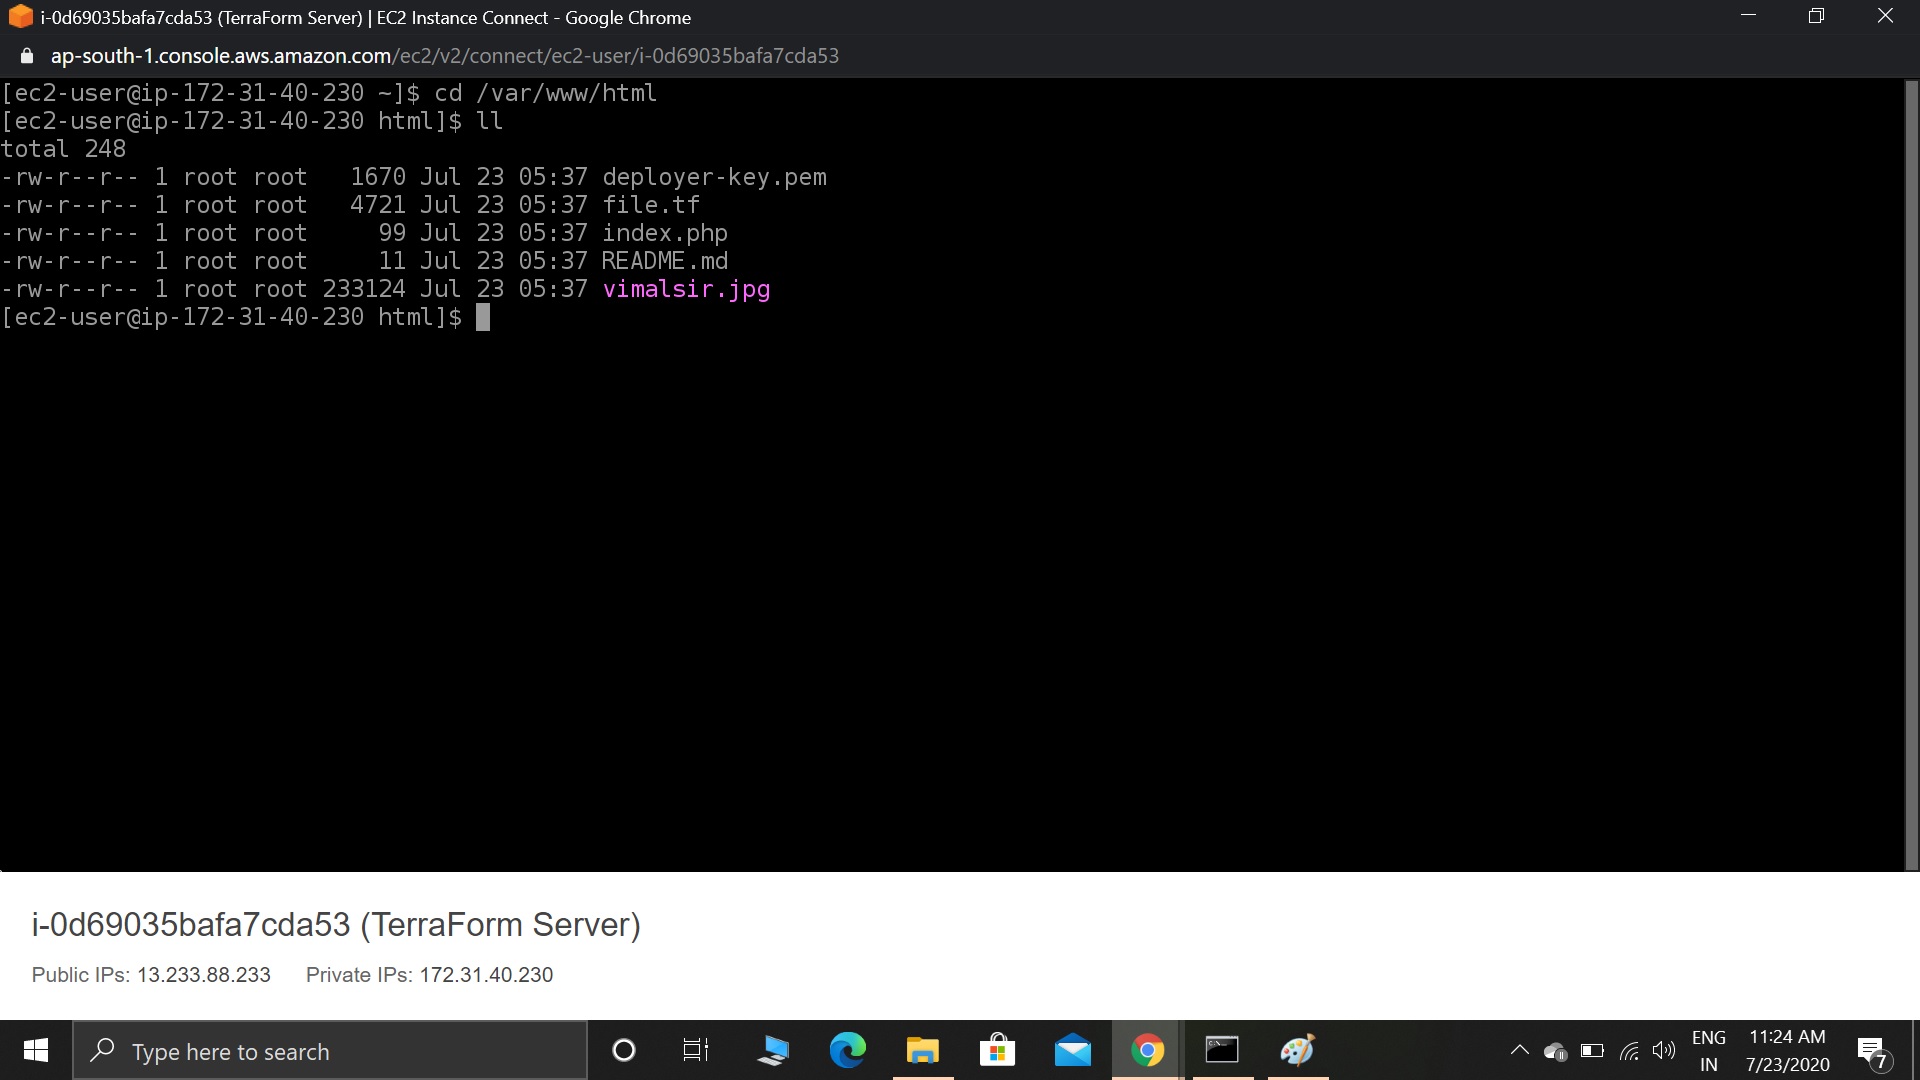 i-0d69035bafa7cda53 (TerraForm Server) | EC2 Instance Connect - Google Chrome
ap-south-1.console.aws.amazon.com/ec2/v2/connect/ec2-user/i-0d69035bafa7cda53
[ec2-user@ip-172-31-40-230 ~]$ cd /var/www/html
[ec2-user@ip-172-31-40-230 html]$ ll
total 248
-rw-r--r-- 1 root root   1670 Jul 23 05:37 deployer-key.pem
-rw-r--r-- 1 root root   4721 Jul 23 05:37 file.tf
-rw-r--r-- 1 root root     99 Jul 23 05:37 index.php
-rw-r--r-- 1 root root     11 Jul 23 05:37 README.md
-rw-r--r-- 1 root root 233124 Jul 23 05:37 vimalsir.jpg
[ec2-user@ip-172-31-40-230 html]$
i-0d69035bafa7cda53 (TerraForm Server)
Public IPs: 13.233.88.233 Private IPs: 172.31.40.230
Type here to search
ENG 11:24 AM
IN 7/23/2020
7